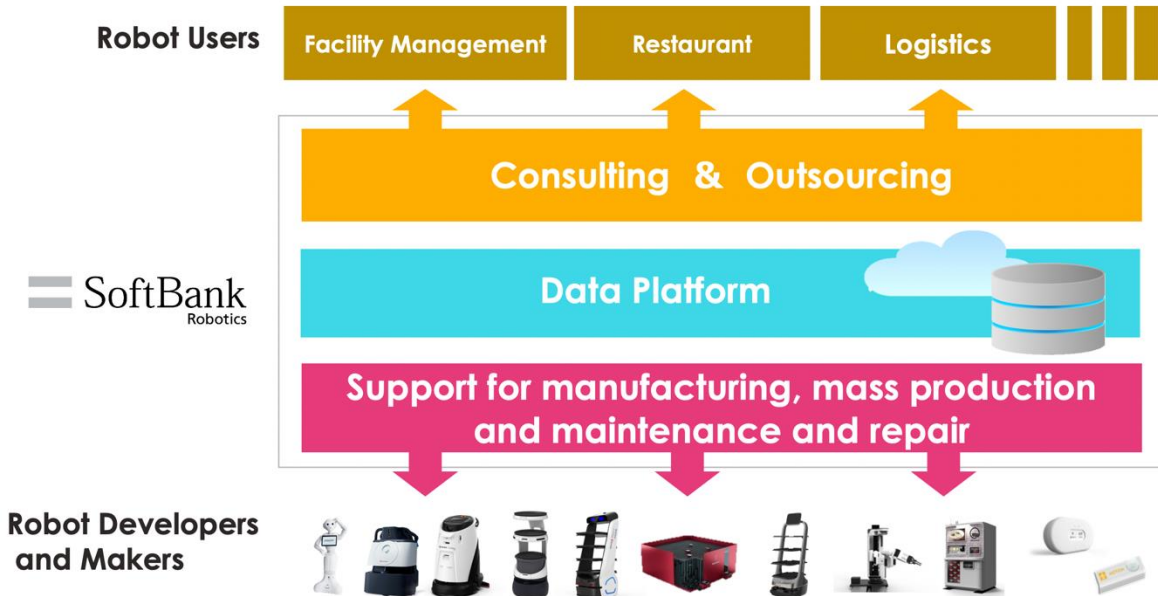 Robot Users
Facility Management
Restaurant
Logistics
Consulting & Outsourcing
SoftBank
Robotics
Data Platform
Support for manufacturing, mass production
and maintenance and repair
Robot Developers
and Makers